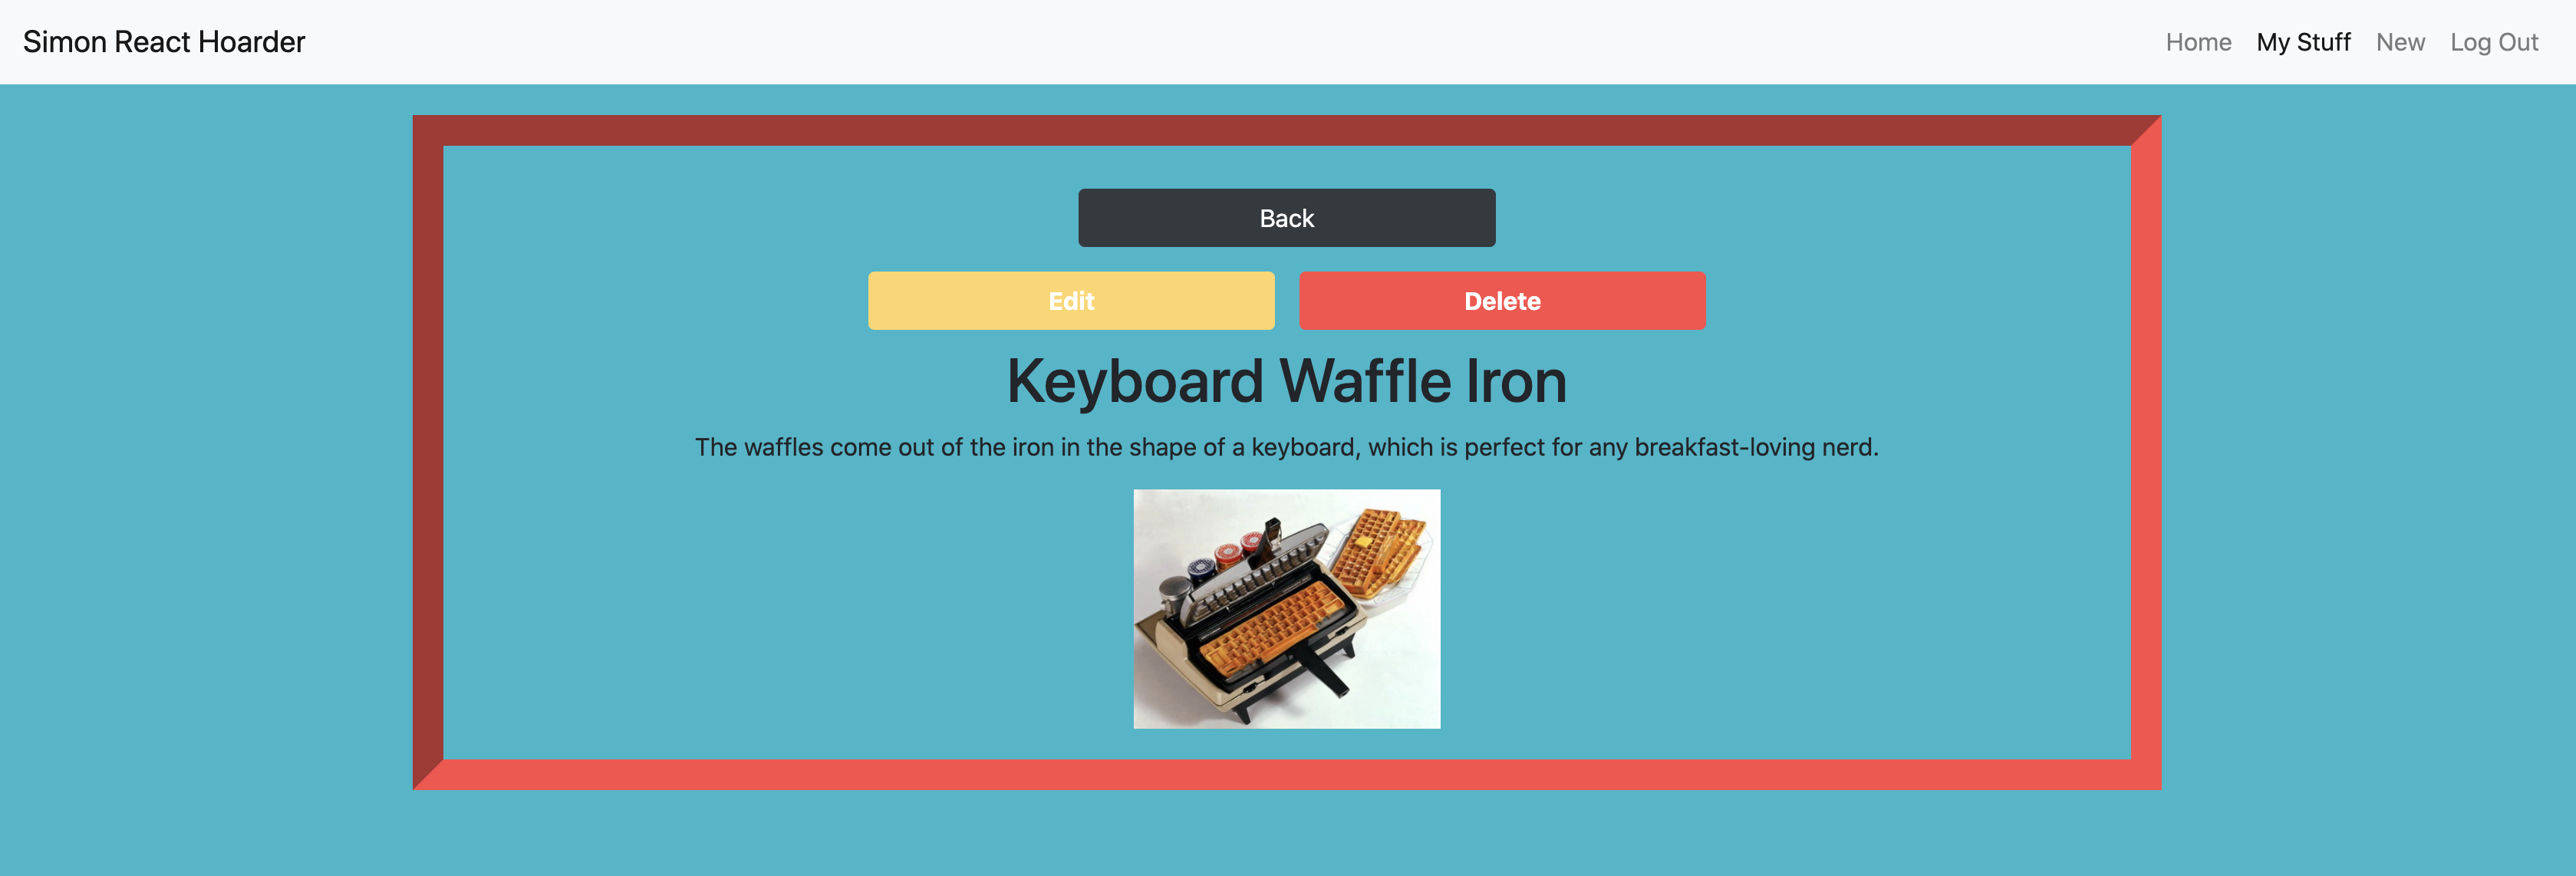 Simon React Hoarder
Home My Stuff New Log Out
Back
Edit Delete
Keyboard Waffle Iron
The waffles come out of the iron in the shape of a keyboard, which is perfect for any breakfast-loving nerd.